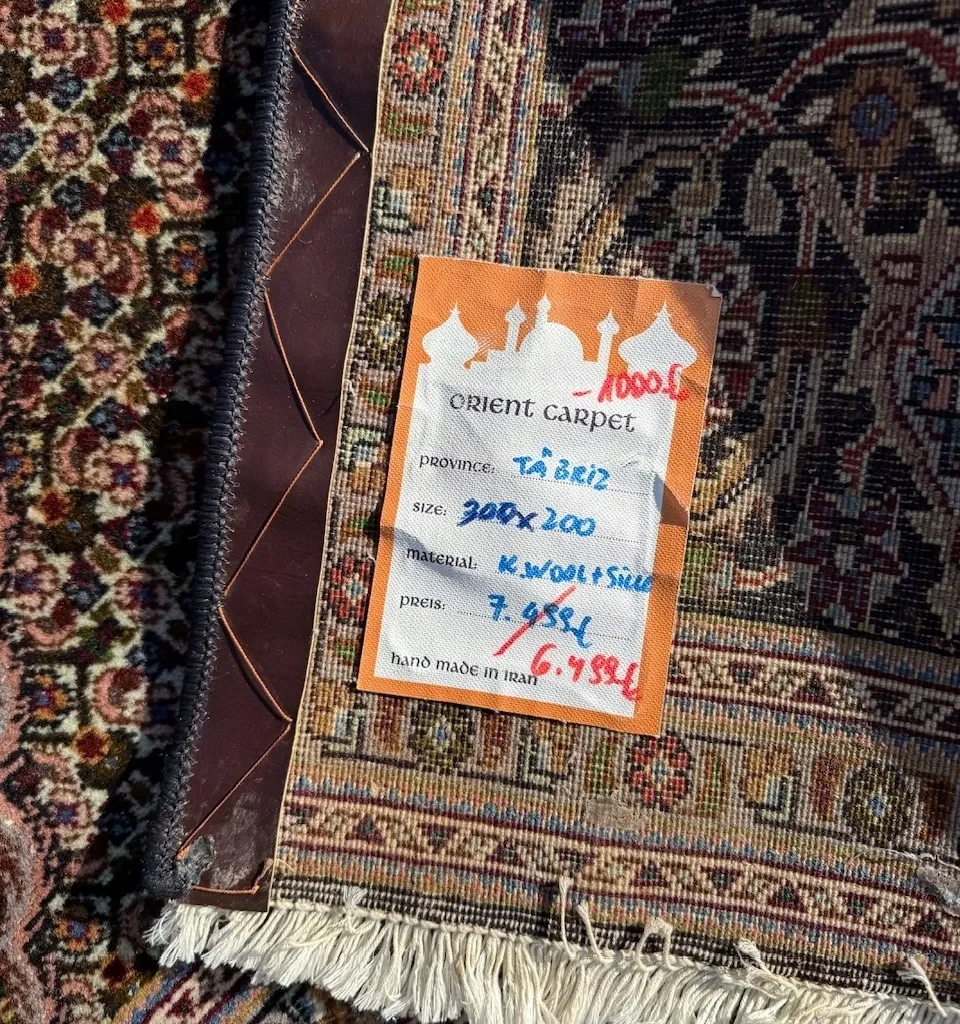 - 1000£
ORIENT CARPET
PROVINCE: TÄBRIZ
SIZE: 300x200
MATERIAL: K.WOOL+SILK
PREIS: 7.499£
6.499£
HAND MADE IN IRAN